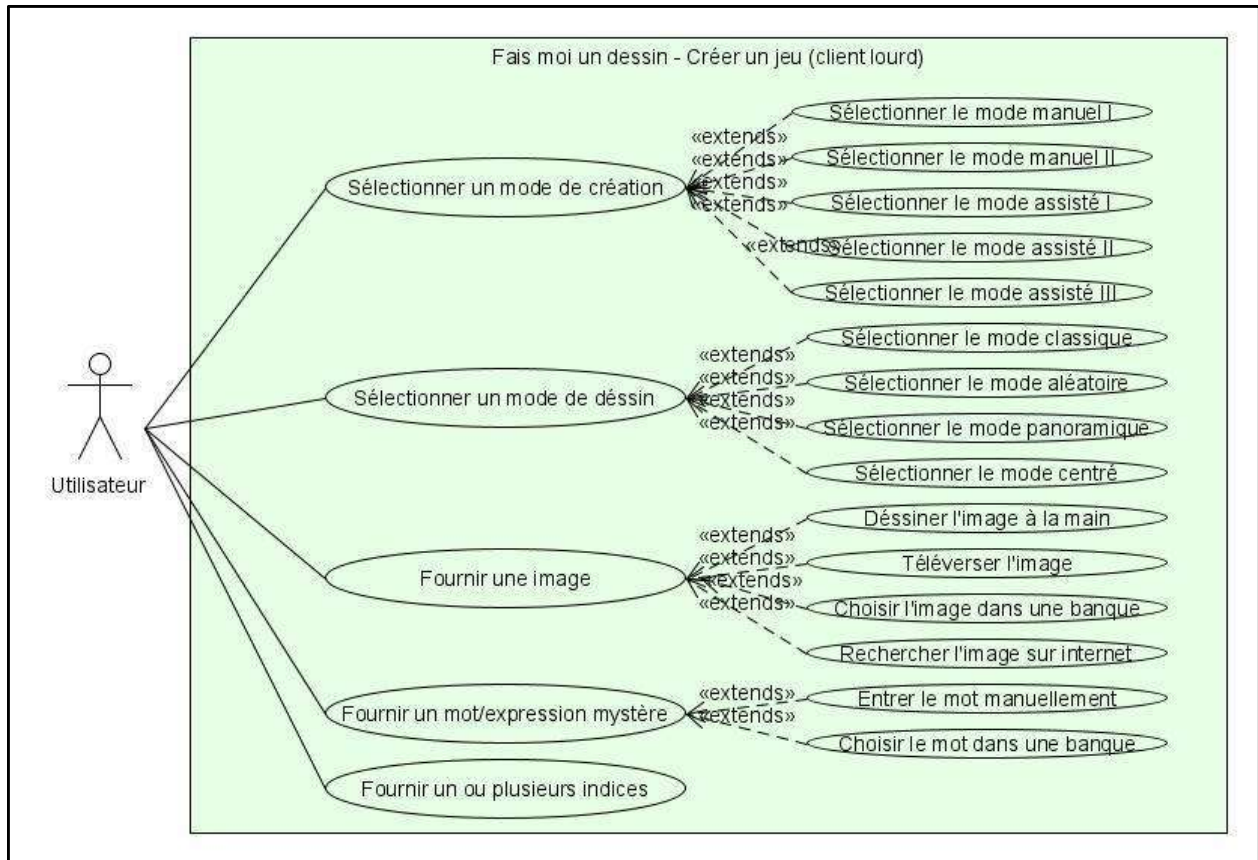 Fais moi un dessin - Créer un jeu (client lourd)
Sélectionner le mode manuel I
«extends»
Sélectionner le mode manuel II
«extends»
Sélectionner un mode de création
«extends»
Sélectionner le mode assisté I
«extends»
Sélectionner le mode assisté II
«extends»
Sélectionner le mode assisté III
Sélectionner le mode classique
«extends»
Sélectionner le mode aléatoire
«extends»
Sélectionner un mode de déssin
«extends»
Sélectionner le mode panoramique
«extends»
Sélectionner le mode centré
Utilisateur
Déssiner l'image à la main
«extends»
Téléverser l'image
«extends»
Fournir une image
«extends»
Choisir l'image dans une banque
«extends»
Rechercher l'image sur internet
«extends»
Entrer le mot manuellement
Fournir un mot/expression mystère
«extends»
Choisir le mot dans une banque
Fournir un ou plusieurs indices